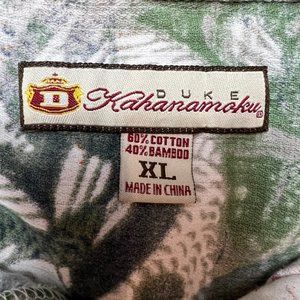 DUKE
Kahanamoku
60% COTTON
40% BAMBOO
XL
MADE IN CHINA